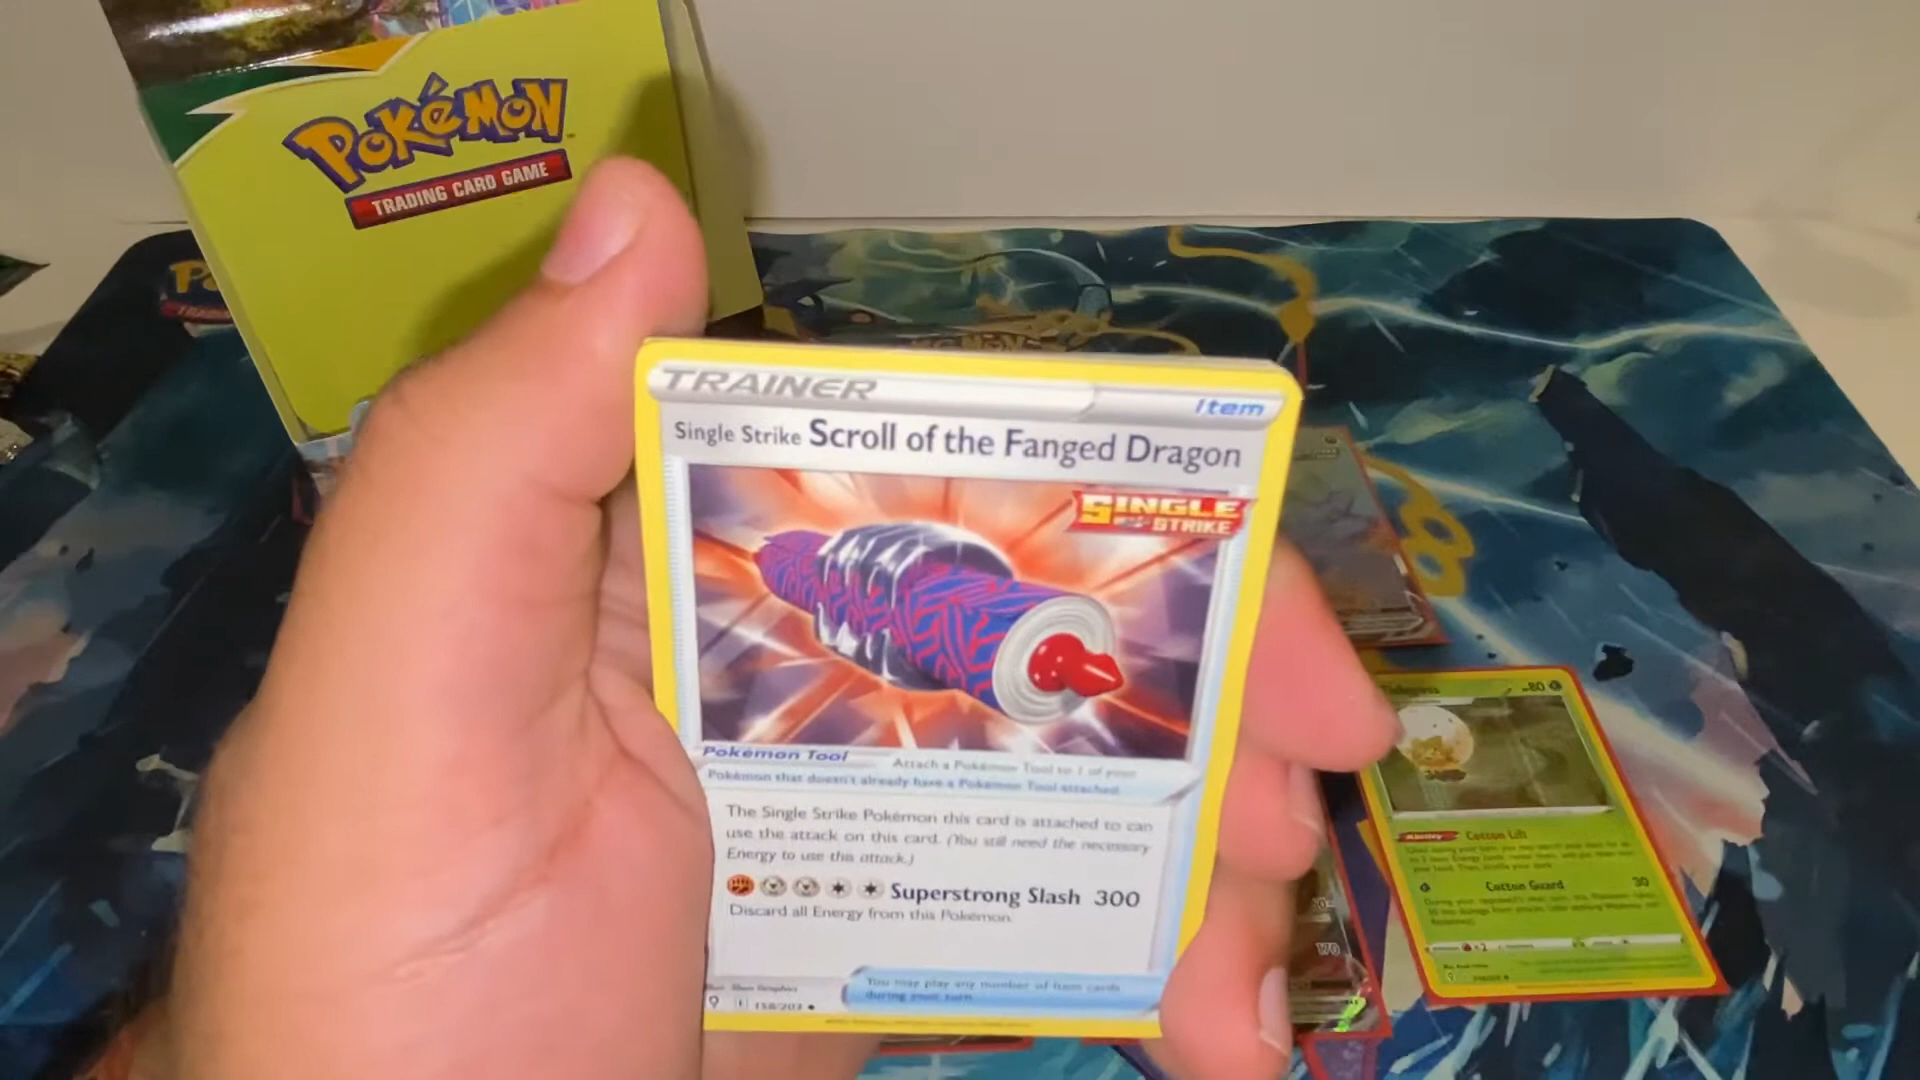 Pokémon
TRADING CARD GAME
TRAINER
Item
Single Strike Scroll of the Fanged Dragon
SINGLE
STRIKE
Pokémon Tool
Attach a Pokémon Tool to 1 of your
Pokémon that doesn't already have a Pokémon Tool attached.
The Single Strike Pokémon this card is attached to can
use the attack on this card. (You still need the necessary
Energy to use this attack.)
Superstrong Slash 300
Discard all Energy from this Pokémon.
You may play any number of Item cards
during your turn.
158/203
80
Ability Cotton Lift
Cotton Guard 30
170